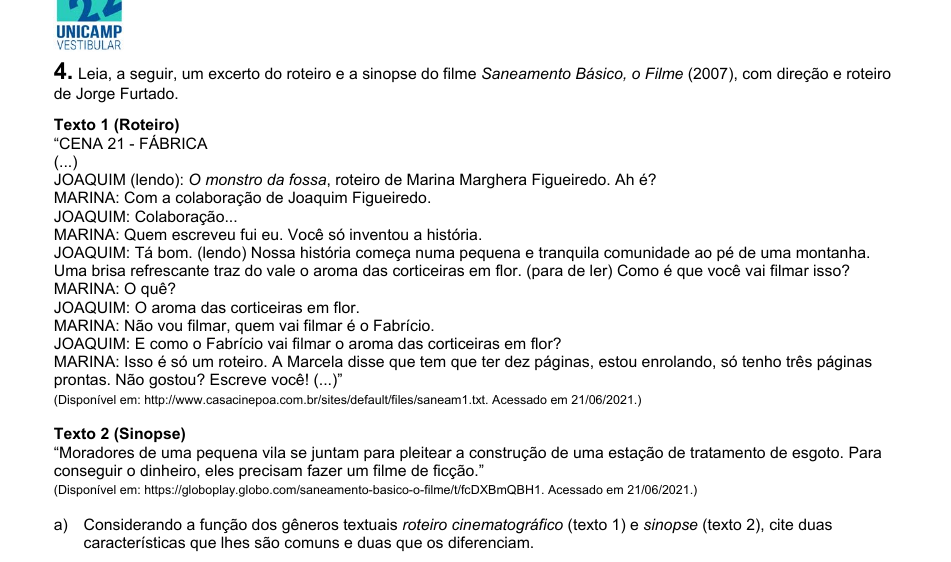 22
UNICAMP
VESTIBULAR
4. Leia, a seguir, um excerto do roteiro e a sinopse do filme Saneamento Básico, o Filme (2007), com direção e roteiro
de Jorge Furtado.
Texto 1 (Roteiro)
“CENA 21 - FÁBRICA
(...)
JOAQUIM (lendo): O monstro da fossa, roteiro de Marina Marghera Figueiredo. Ah é?
MARINA: Com a colaboração de Joaquim Figueiredo.
JOAQUIM: Colaboração...
MARINA: Quem escreveu fui eu. Você só inventou a história.
JOAQUIM: Tá bom. (lendo) Nossa história começa numa pequena e tranquila comunidade ao pé de uma montanha.
Uma brisa refrescante traz do vale o aroma das corticeiras em flor. (para de ler) Como é que você vai filmar isso?
MARINA: O quê?
JOAQUIM: O aroma das corticeiras em flor.
MARINA: Não vou filmar, quem vai filmar é o Fabrício.
JOAQUIM: E como o Fabrício vai filmar o aroma das corticeiras em flor?
MARINA: Isso é só um roteiro. A Marcela disse que tem que ter dez páginas, estou enrolando, só tenho três páginas
prontas. Não gostou? Escreve você! (...)”
(Disponível em: http://www.casacinepoa.com.br/sites/default/files/saneam1.txt. Acessado em 21/06/2021.)
Texto 2 (Sinopse)
“Moradores de uma pequena vila se juntam para pleitear a construção de uma estação de tratamento de esgoto. Para
conseguir o dinheiro, eles precisam fazer um filme de ficção.”
(Disponível em: https://globoplay.globo.com/saneamento-basico-o-filme/t/fcDXBmQBH1. Acessado em 21/06/2021.)
a) Considerando a função dos gêneros textuais roteiro cinematográfico (texto 1) e sinopse (texto 2), cite duas
características que lhes são comuns e duas que os diferenciam.